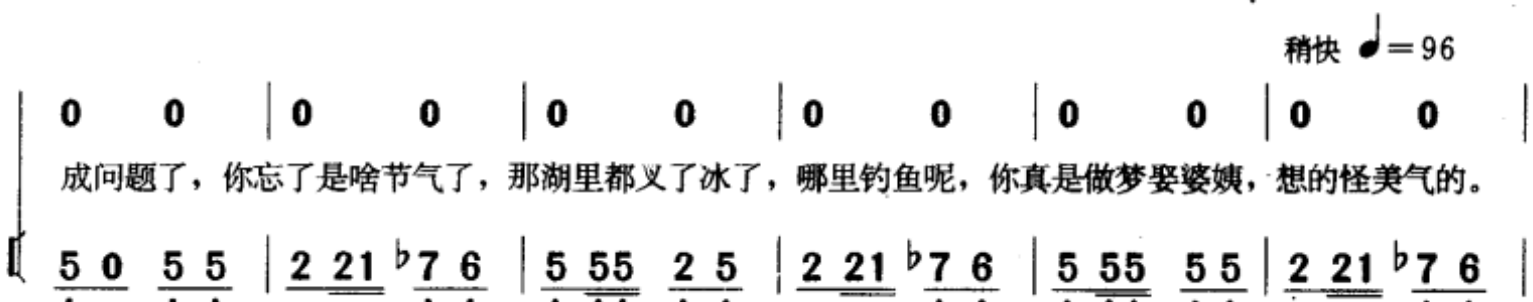 稍快 ♩=96
0 0 | 0 0 | 0 0 | 0 0 | 0 0 | 0 0 |
成问题了，你忘了是啥节气了，那湖里都叉了冰了，哪里钓鱼呢，你真是做梦娶婆姨，想的怪美气的。
5 0 5 5 | 2 21 ♭7 6 | 5 55 2 5 | 2 21 ♭7 6 | 5 55 5 5 | 2 21 ♭7 6 |